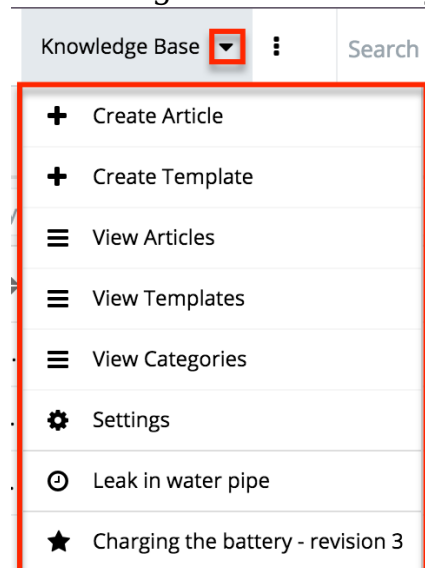 Knowledge Base
Search
Create Article
Create Template
View Articles
View Templates
View Categories
Settings
Leak in water pipe
Charging the battery - revision 3